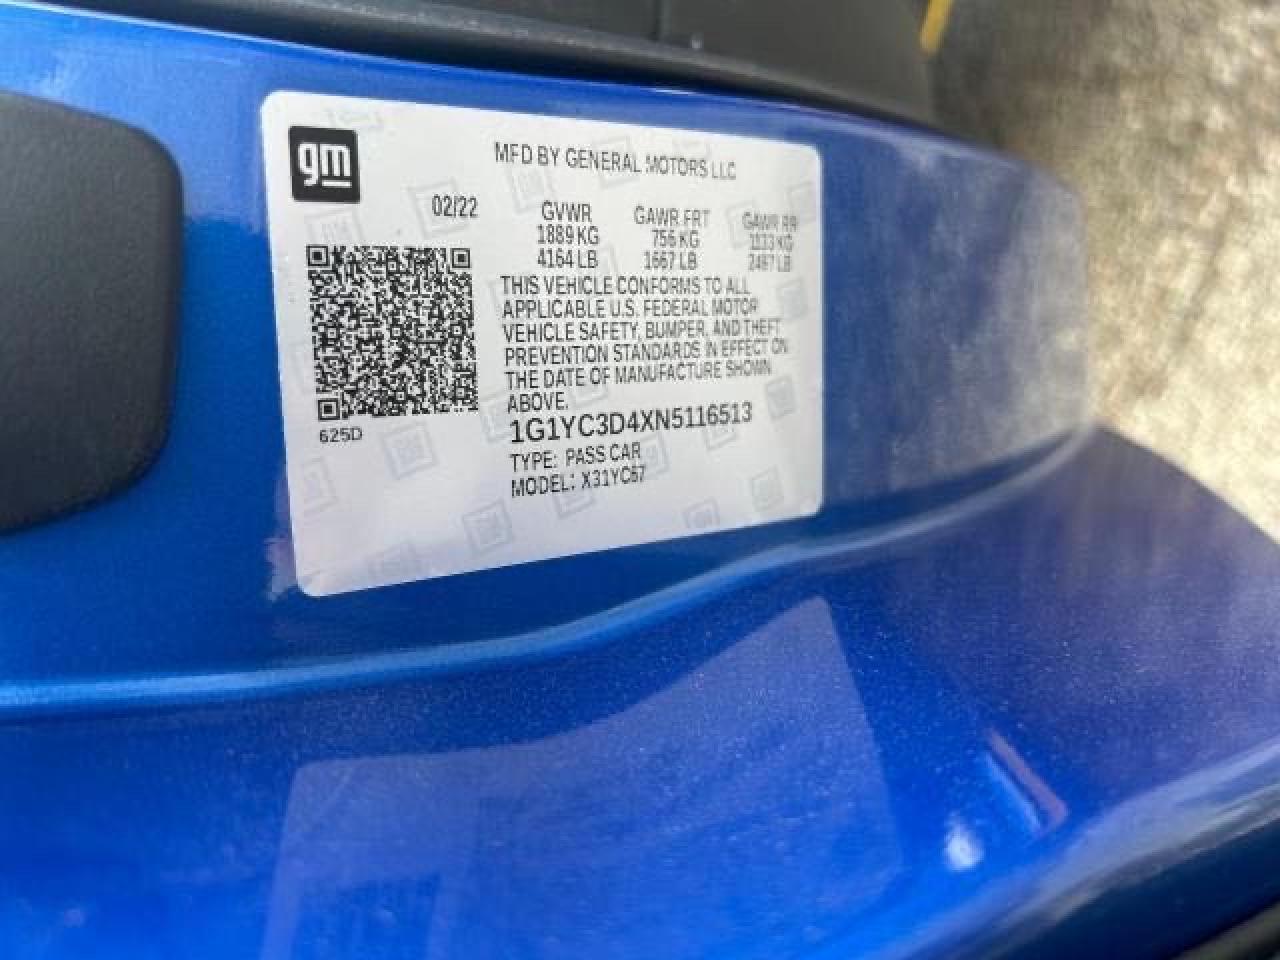 gm
MFD BY GENERAL MOTORS LLC
02/22
GVWR GAWR FRT GAWR RR
1889 KG 756 KG 1133 KG
4164 LB 1667 LB 2497 LB
THIS VEHICLE CONFORMS TO ALL
APPLICABLE U.S. FEDERAL MOTOR
VEHICLE SAFETY, BUMPER, AND THEFT
PREVENTION STANDARDS IN EFFECT ON
THE DATE OF MANUFACTURE SHOWN
ABOVE.
1G1YC3D4XN5116513
TYPE: PASS CAR
MODEL: X31YC67
625D